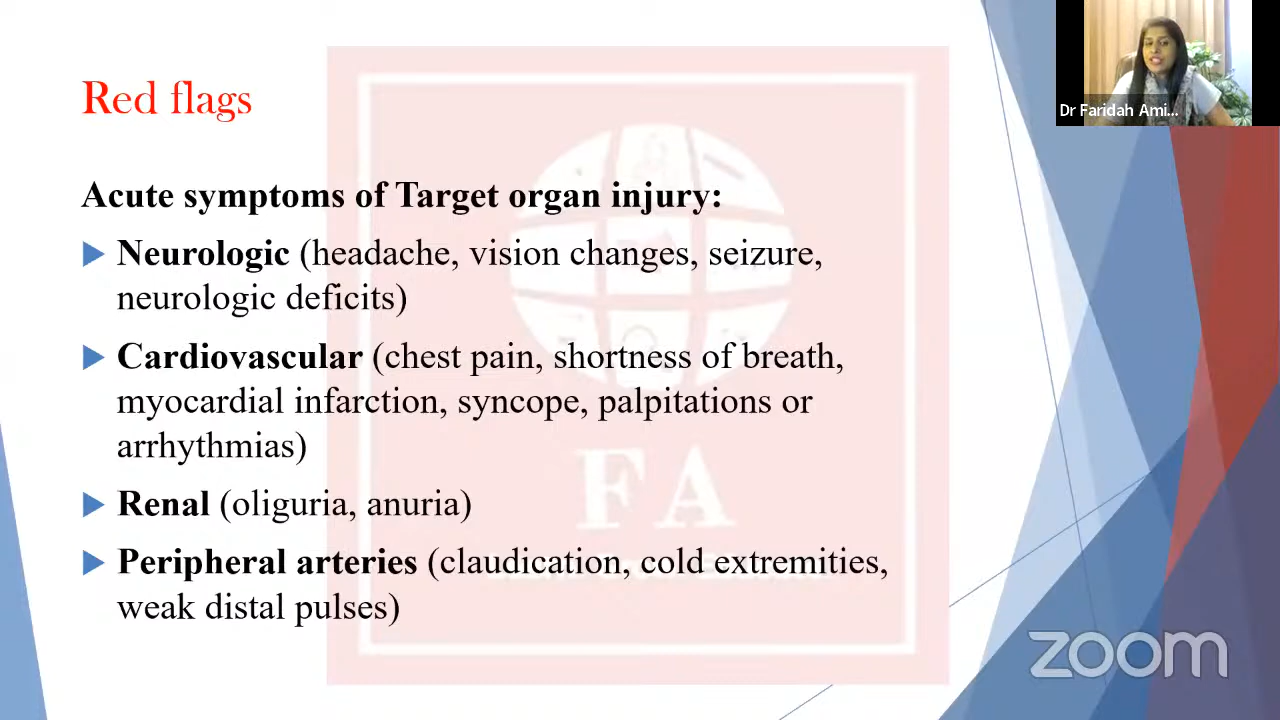 Red flags
Dr Faridah Ami...
Acute symptoms of Target organ injury:
Neurologic (headache, vision changes, seizure,
neurologic deficits)
Cardiovascular (chest pain, shortness of breath,
myocardial infarction, syncope, palpitations or
arrhythmias)
Renal (oliguria, anuria)
Peripheral arteries (claudication, cold extremities,
weak distal pulses)
FA
zoom